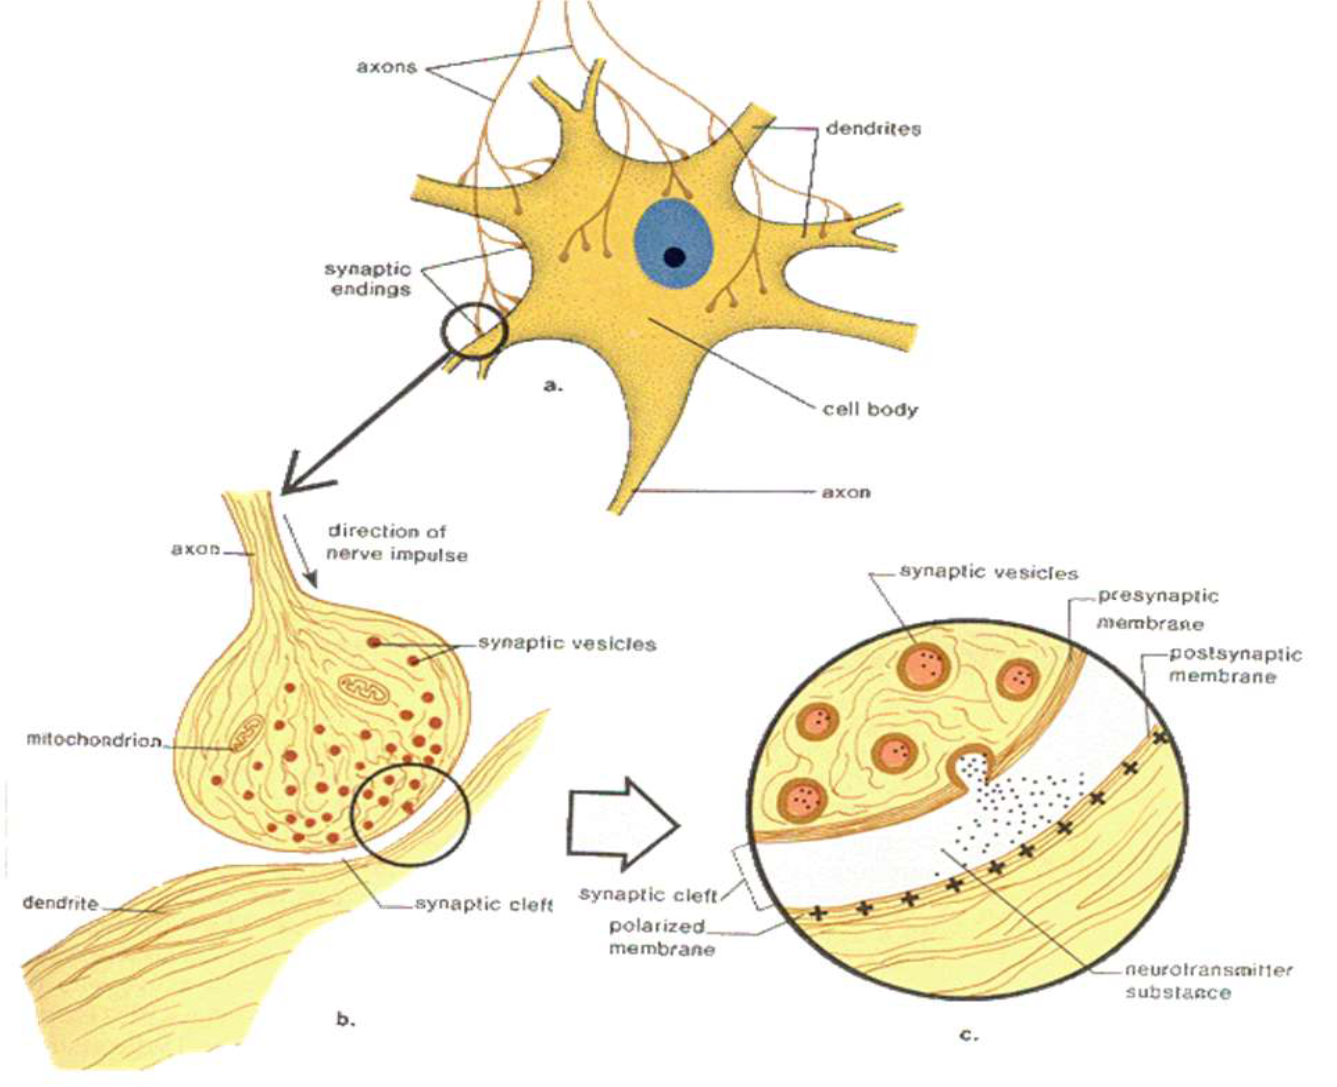 axons
dendrites
synaptic
endings
a.
cell body
axon
direction of
nerve impulse
axon
synaptic vesicles
mitochondrion
dendrite
synaptic cleft
b.
synaptic vesicles
presynaptic
membrane
postsynaptic
membrane
synaptic cleft
polarized
membrane
neurotransmitter
substance
c.